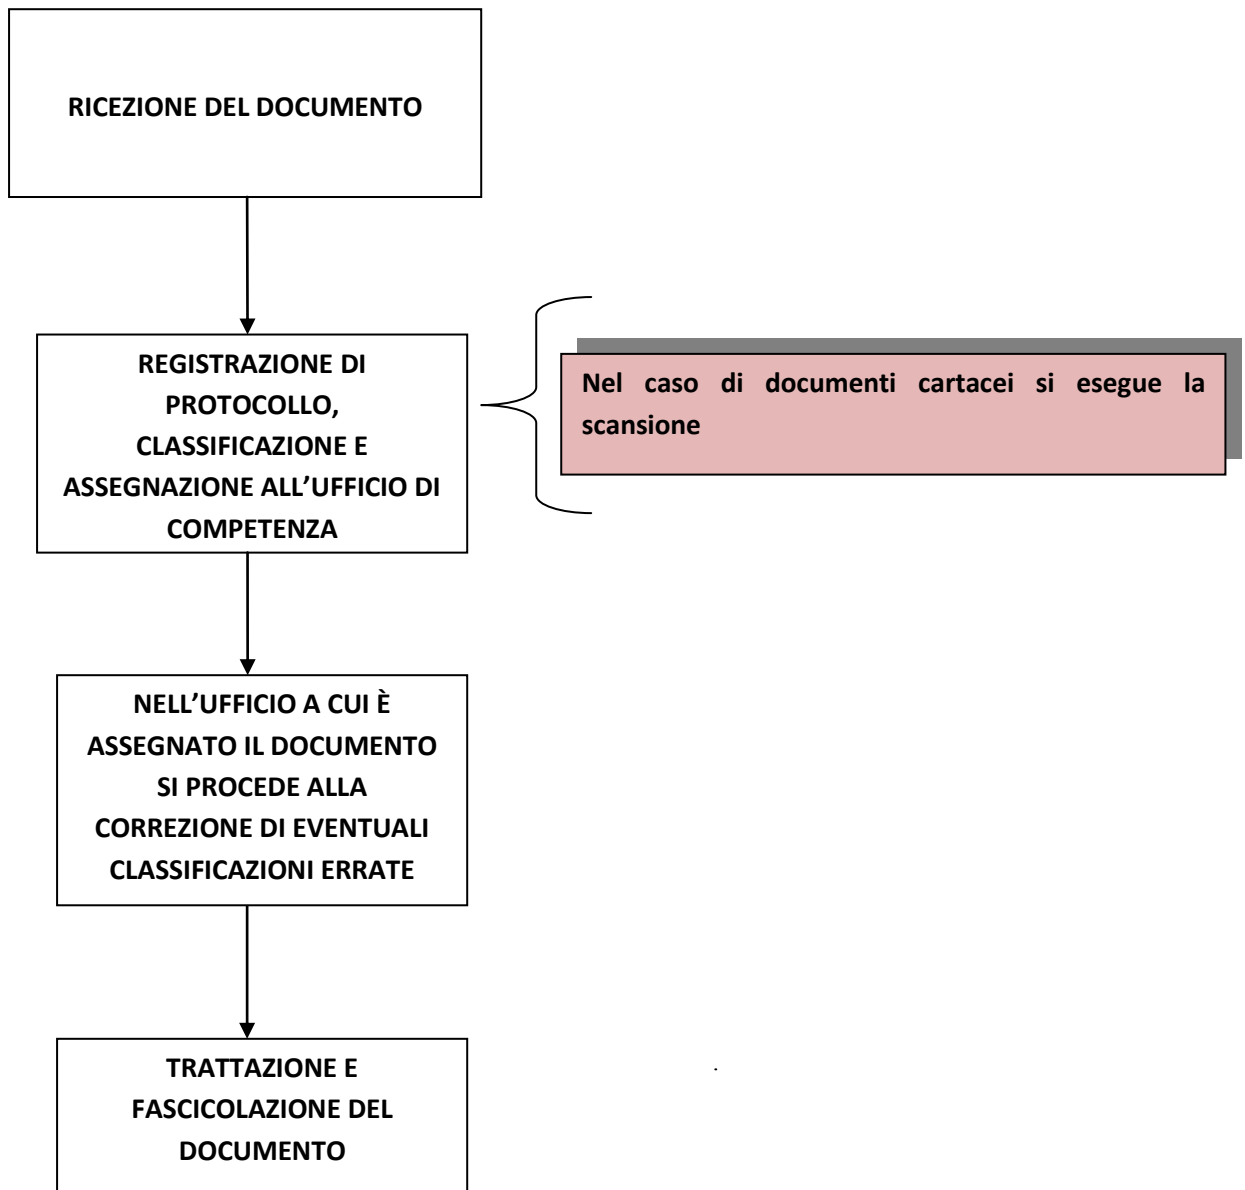 RICEZIONE DEL DOCUMENTO
REGISTRAZIONE DI
PROTOCOLLO,
CLASSIFICAZIONE E
ASSEGNAZIONE ALL’UFFICIO DI
COMPETENZA
Nel caso di documenti cartacei si esegue la
scansione
NELL’UFFICIO A CUI È
ASSEGNATO IL DOCUMENTO
SI PROCEDE ALLA
CORREZIONE DI EVENTUALI
CLASSIFICAZIONI ERRATE
TRATTAZIONE E
FASCICOLAZIONE DEL
DOCUMENTO